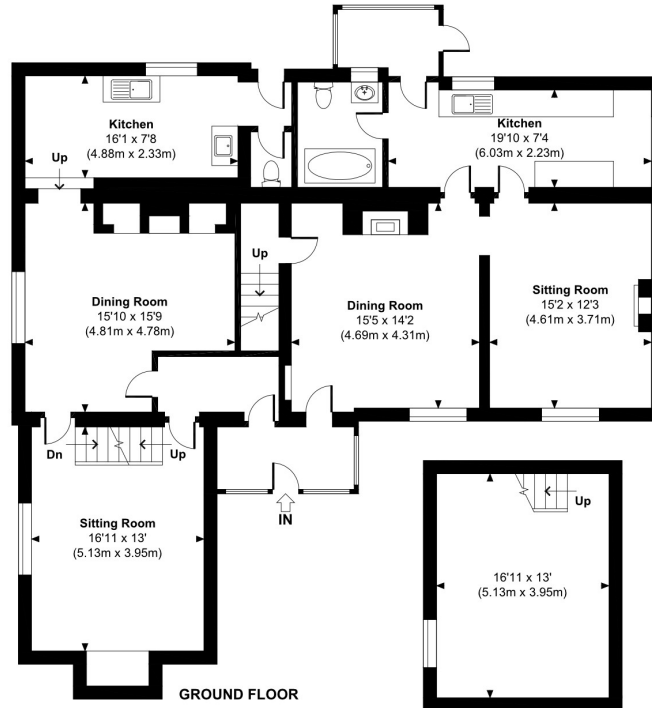 Kitchen
16'1 x 7'8
(4.88m x 2.33m)
Up
Kitchen
19'10 x 7'4
(6.03m x 2.23m)
Up
Dining Room
15'10 x 15'9
(4.81m x 4.78m)
Dining Room
15'5 x 14'2
(4.69m x 4.31m)
Sitting Room
15'2 x 12'3
(4.61m x 3.71m)
Dn
Up
Sitting Room
16'11 x 13'
(5.13m x 3.95m)
IN
Up
16'11 x 13'
(5.13m x 3.95m)
GROUND FLOOR